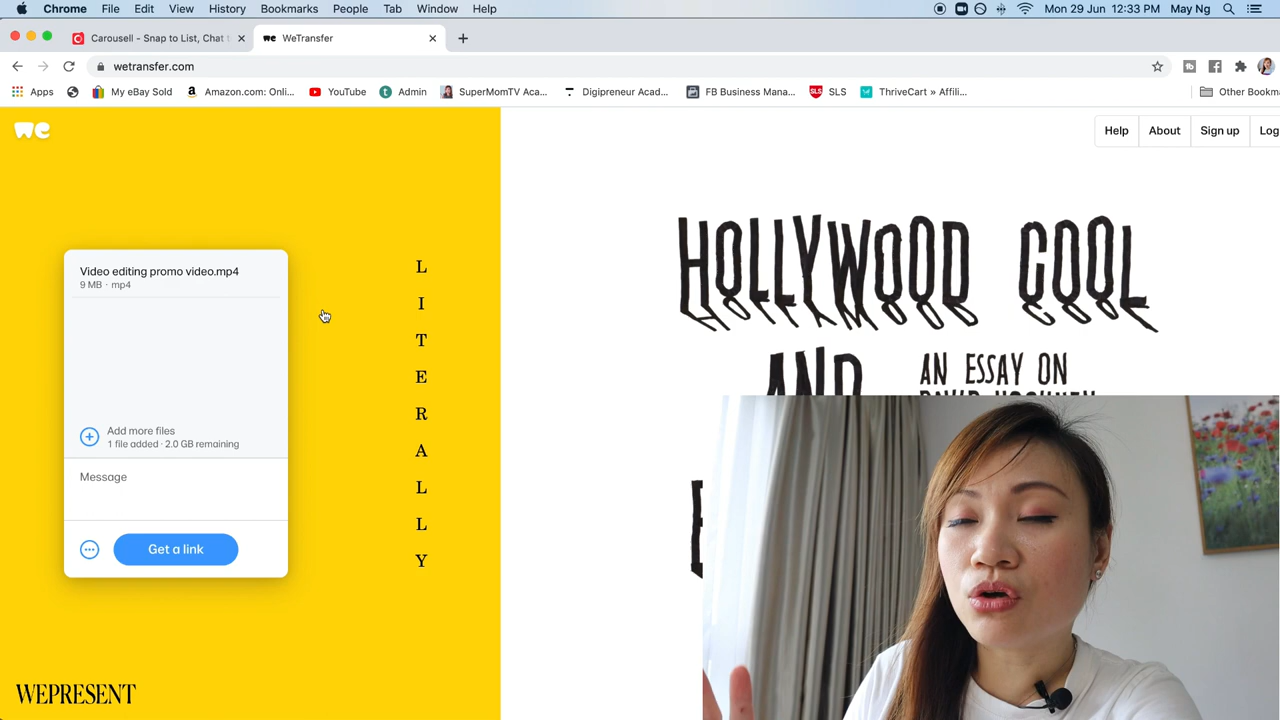 Chrome File Edit View History Bookmarks People Tab Window Help Mon 29 Jun 12:33 PM May Ng
Carousell - Snap to List, Chat t
WeTransfer
wetransfer.com
Apps My eBay Sold Amazon.com: Onli... YouTube Admin SuperMomTV Aca... Digipreneur Acad... FB Business Mana... SLS SLS ThriveCart » Affili... Other Bookma
we
Help About Sign up Log
Video editing promo video.mp4
9 MB · mp4
Add more files
1 file added · 2.0 GB remaining
Message
Get a link
L
I
T
E
R
A
L
L
Y
WEPRESENT
HOLLYWOOD COOL
AND
AN ESSAY ON
DAVID HOCKNEY